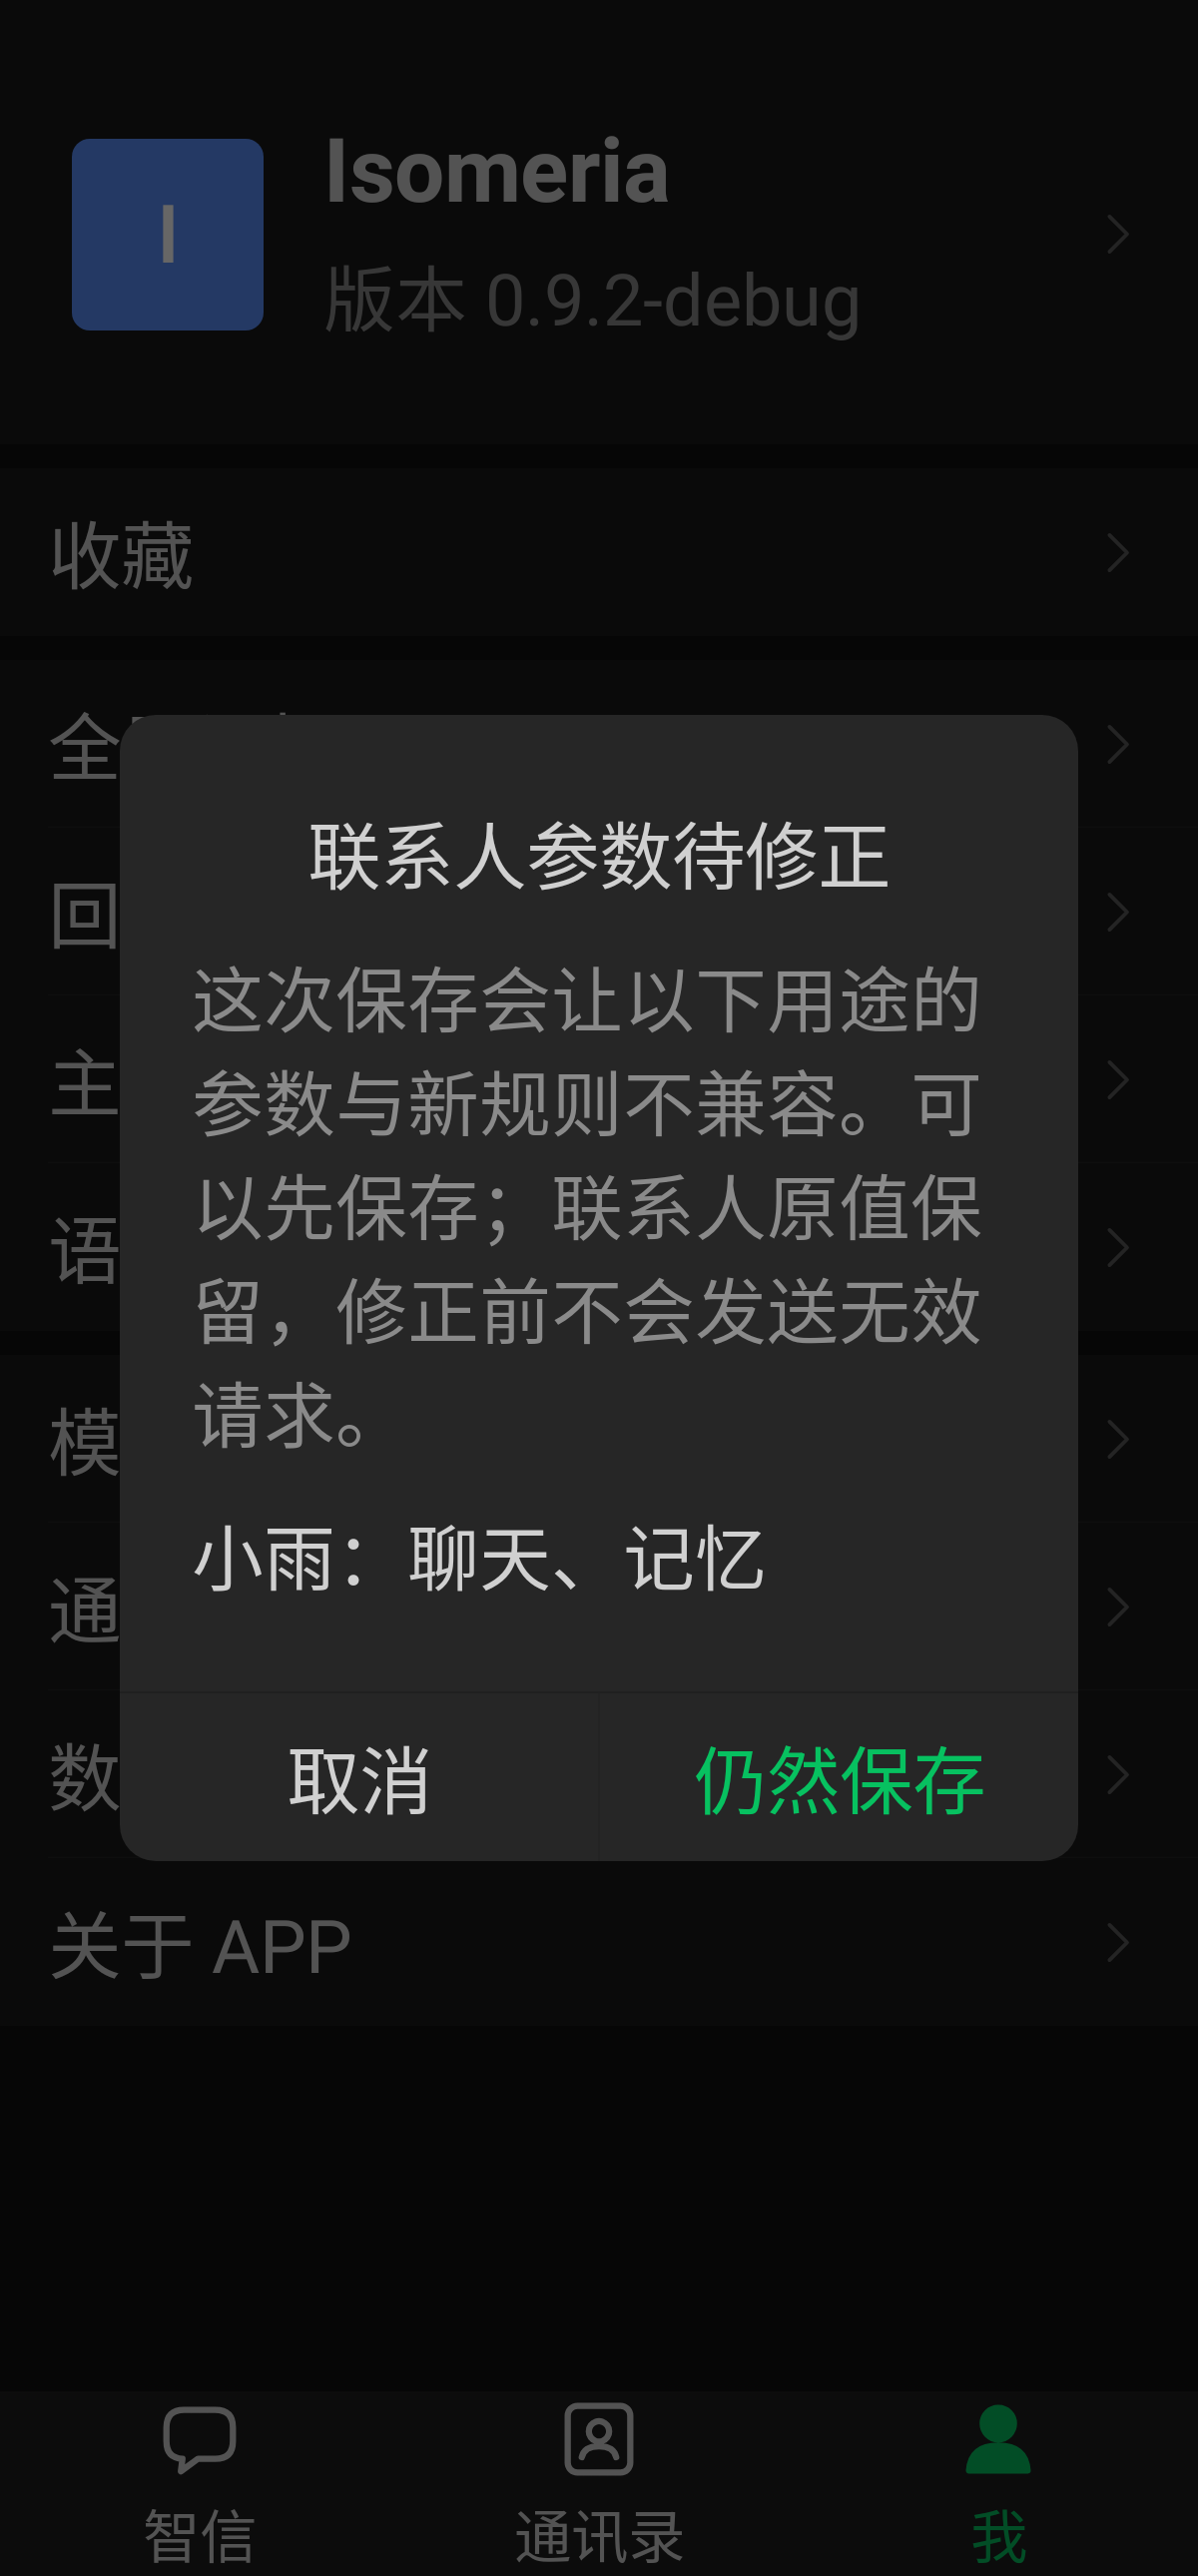 I
Isomeria
版本 0.9.2-debug
收藏
全
联系人参数待修正
回
这次保存会让以下用途的
参数与新规则不兼容。可
主
以先保存；联系人原值保
语
留，修正前不会发送无效
请求。
模
小雨：聊天、记忆
通
数
取消
仍然保存
关于 APP
智信
通讯录
我